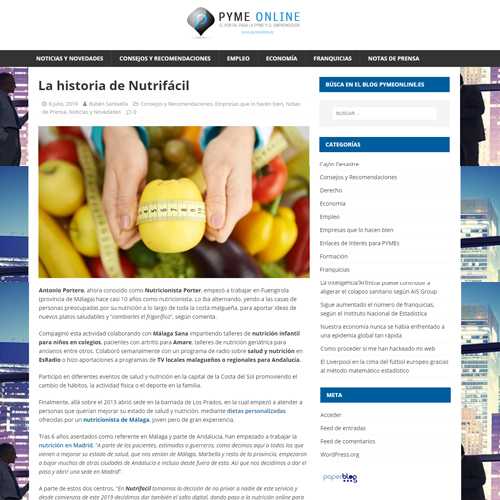 PYME ONLINE
EL PORTAL PARA LA PYME Y EL EMPRENDEDOR
NOTICIAS Y NOVEDADES
CONSEJOS Y RECOMENDACIONES
EMPLEO
ECONOMÍA
FRANQUICIAS
NOTAS DE PRENSA
La historia de Nutrifácil
8 julio, 2019 Rubén Santaella Consejos y Recomendaciones, Empresas que lo hacen bien, Notas
de Prensa, Noticias y Novedades 0
Antonio Portero, ahora conocido como Nutricionista Porter, empezó a trabajar en Fuengirola
(provincia de Málaga) hace casi 10 años como nutricionista. Lo iba alternando, yendo a las casas de
personas preocupadas por su nutrición a lo largo de toda la costa malgueña, para aportar ideas de
nuevos platos saludables y "cambiarles el frigorífico", según comenta.
Compaginó esta actividad colaborando con Málaga Sana impartiendo talleres de nutrición infantil
para niños en colegios, pacientes con artritis para Amare, talleres de nutrición geriátrica para
ancianos entre otros. Colaboró semanalmente con un programa de radio sobre salud y nutrición en
EsRadio o hizo aportaciones a programas de TV locales malagueños o regionales para Andalucía.
Participó en diferentes eventos de salud y nutrición en la capital de la Costa del Sol promoviendo el
cambio de hábitos, la actividad física o el deporte en la familia.
Finalmente, allá sobre el 2013 abrió sede en la barriada de Los Prados, en la cual empezó a atender a
personas que querían mejorar su estado de salud y nutrición, mediante dietas personalizadas
ofrecidas por un nutricionista de Málaga, joven pero de gran experiencia.
Tras 6 años asentados como referente en Málaga y parte de Andalucía, han empezado a trabajar la
nutrición en Madrid. "A parte de los pacientes, estimados y guerreros, como decimos aquí a todos los que
vienen a mejorar su estado de salud, que nos venían de Málaga, Marbella y resto de la provincia, empezaron
a bajar muchos de otras ciudades de Andalucía e incluso desde fuera de esta. Así que nos decidimos a dar el
paso y abrir una sede en Madrid".
A parte de estos dos centros, "En Nutrifácil tomamos la decisión de no privar a nadie de este servicio y
desde comienzos de este 2019 decidimos dar también el salto digital, dando paso a la nutrición online para
BÚSCA EN EL BLOG PYMEONLINE.ES
BUSCAR ...
CATEGORÍAS
Consejos y Recomendaciones
Derecho
Economía
Empleo
Empresas que lo hacen bien
Enlaces de Interés para PYMEs
Formación
Franquicias
La Inteligencia Artificial puede contribuir a
aligerar el colapso sanitario según AIS Group
Sigue aumentado el número de franquicias,
según el Instituto Nacional de Estadística
Nuestra economía nunca se había enfrentado a
una epidemia global tan rápida
Cómo proceder si me han hackeado mi web
El Liverpool en la cima del fútbol europeo gracias
al método matemático estadístico
META
Acceder
Feed de entradas
Feed de comentarios
WordPress.org
paperblog